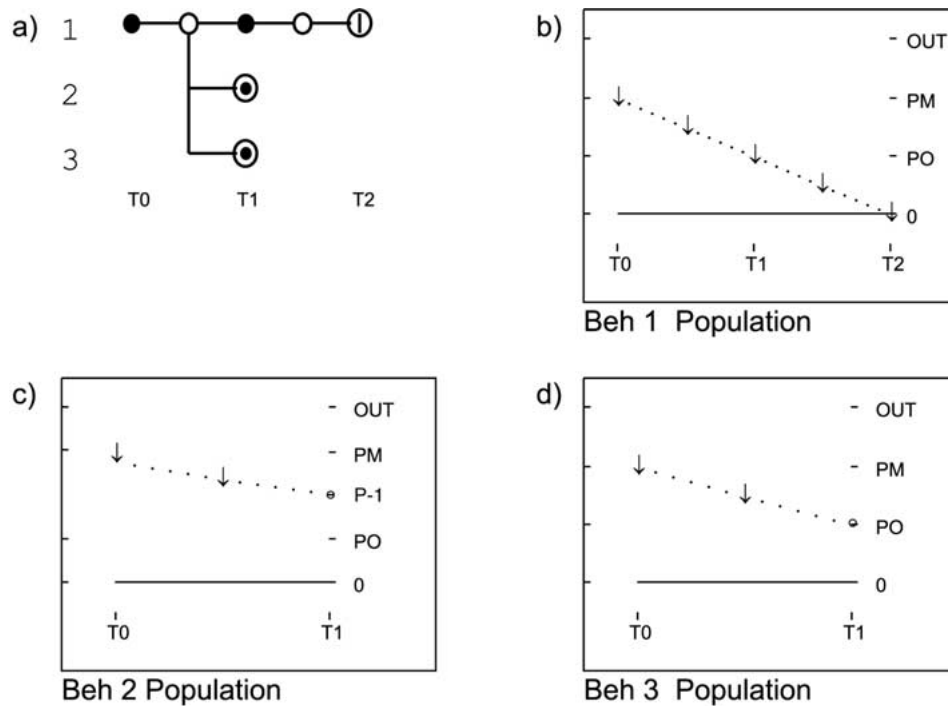 a)
1
2
3
T0 T1 T2
b)
OUT
PM
PO
0
T0 T1 T2
Beh 1 Population
c)
OUT
PM
P-1
PO
0
T0 T1
Beh 2 Population
d)
OUT
PM
PO
0
T0 T1
Beh 3 Population